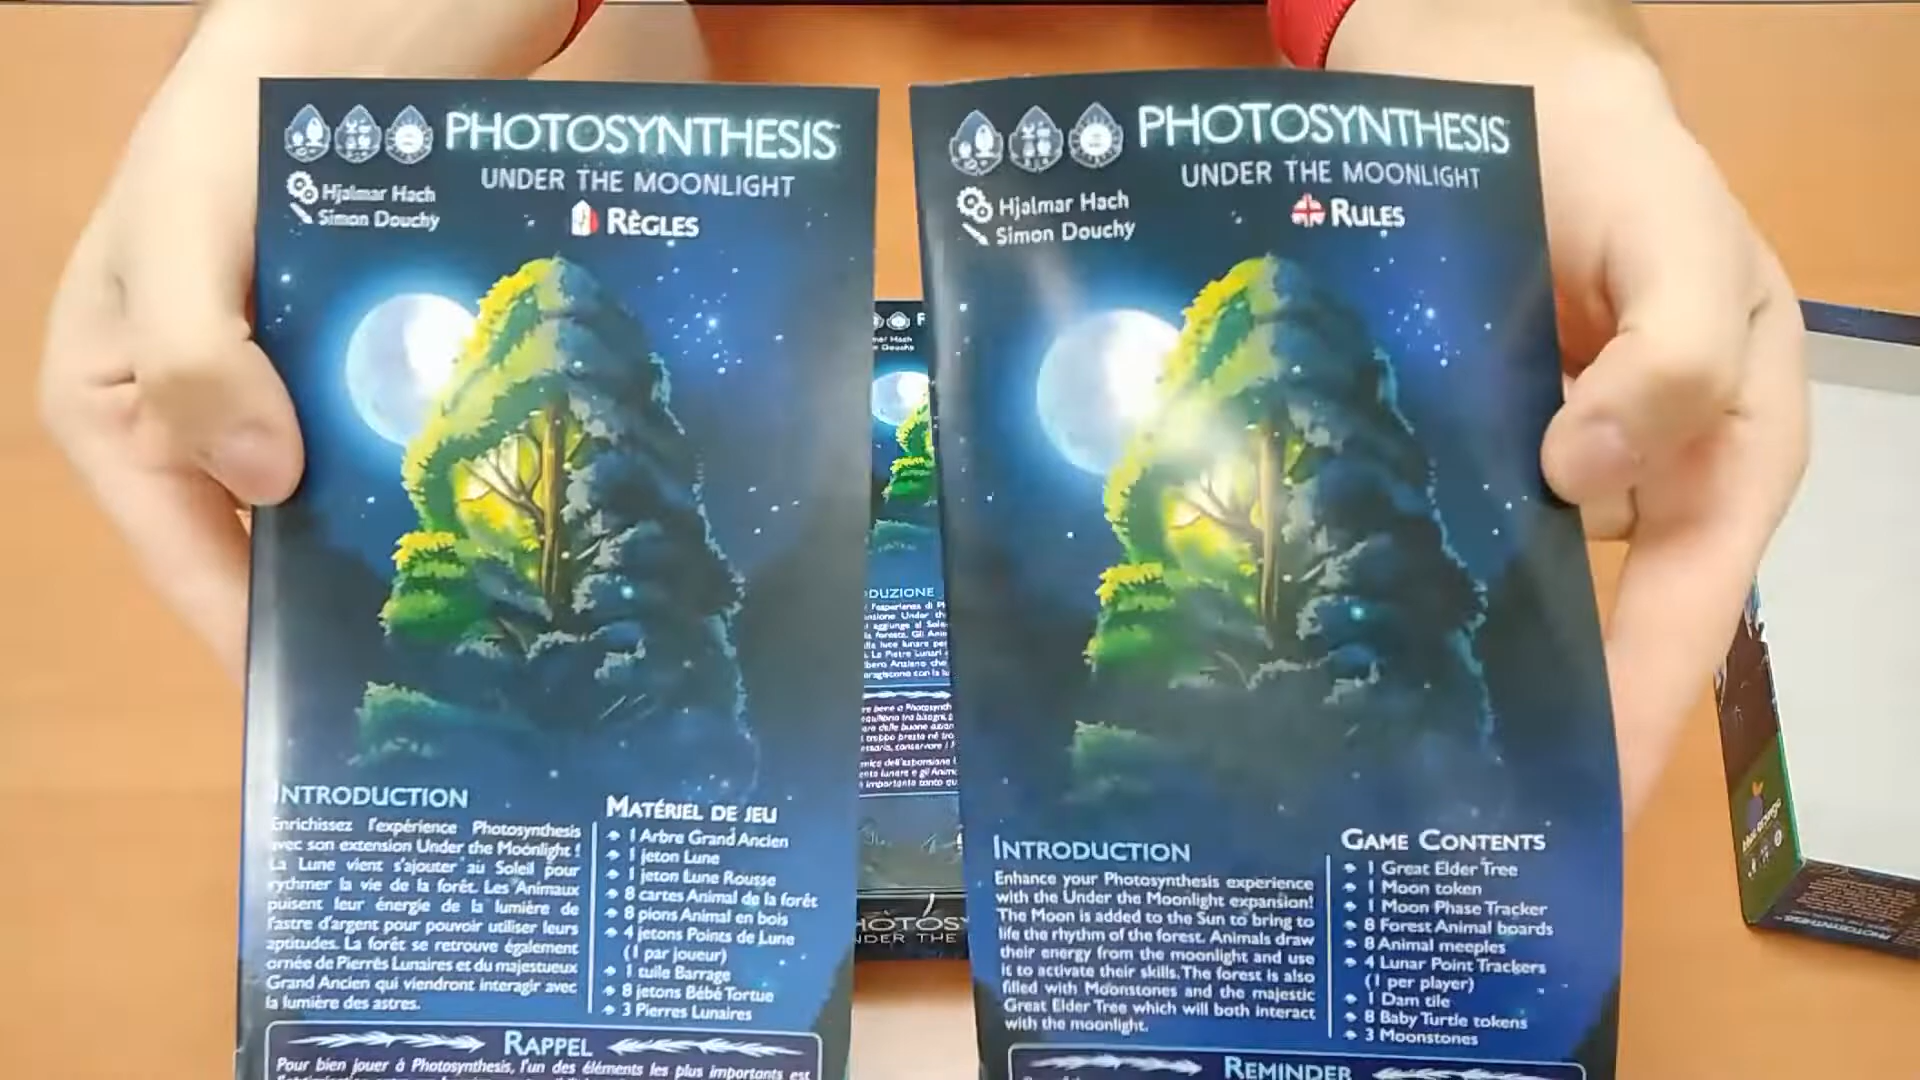 PHOTOSYNTHESIS
UNDER THE MOONLIGHT
Hjalmar Hach
Simon Douchy
RÈGLES
INTRODUCTION
Enrichissez l'expérience Photosynthesis
avec son extension Under the Moonlight !
La Lune vient s'ajouter au Soleil pour
rythmer la vie de la forêt. Les Animaux
puisent leur énergie de la lumière de
l'astre d'argent pour pouvoir utiliser leurs
aptitudes. La forêt se retrouve également
ornée de Pierres Lunaires et du majestueux
Grand Ancien qui viendront interagir avec
la lumière des astres.
MATÉRIEL DE JEU
1 Arbre Grand Ancien
1 jeton Lune
1 jeton Lune Rousse
8 cartes Animal de la forêt
8 pions Animal en bois
4 jetons Points de Lune
(1 par joueur)
1 tuile Barrage
8 jetons Bébé Tortue
3 Pierres Lunaires
RAPPEL
Pour bien jouer à Photosynthesis, l'un des éléments les plus importants est
DUZIONE
PHOTOSYNTHESIS
UNDER THE MOONLIGHT
Hjalmar Hach
Simon Douchy
RULES
INTRODUCTION
Enhance your Photosynthesis experience
with the Under the Moonlight expansion!
The Moon is added to the Sun to bring to
life the rhythm of the forest. Animals draw
their energy from the moonlight and use
it to activate their skills. The forest is also
filled with Moonstones and the majestic
Great Elder Tree which will both interact
with the moonlight.
GAME CONTENTS
1 Great Elder Tree
1 Moon token
1 Moon Phase Tracker
8 Forest Animal boards
8 Animal meeples
4 Lunar Point Trackers
(1 per player)
1 Dam tile
8 Baby Turtle tokens
3 Moonstones
REMINDER
blue orange